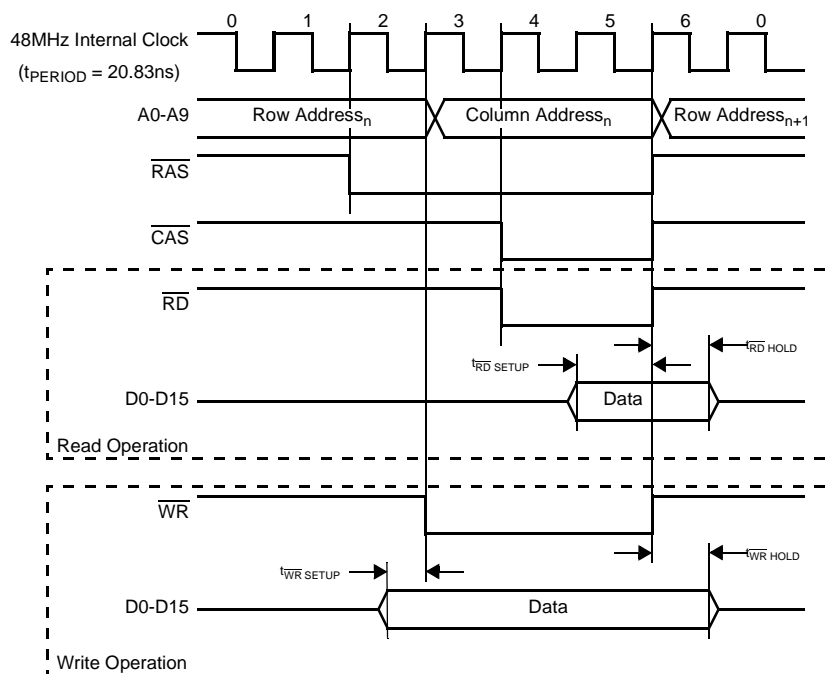 0 1 2 3 4 5 6 0
48MHz Internal Clock
(tPERIOD = 20.83ns)
A0-A9 Row Addressn Column Addressn Row Addressn+1
RAS
CAS
RD
tRD HOLD
tRD SETUP
D0-D15 Data
Read Operation
WR
tWR HOLD
tWR SETUP
D0-D15 Data
Write Operation